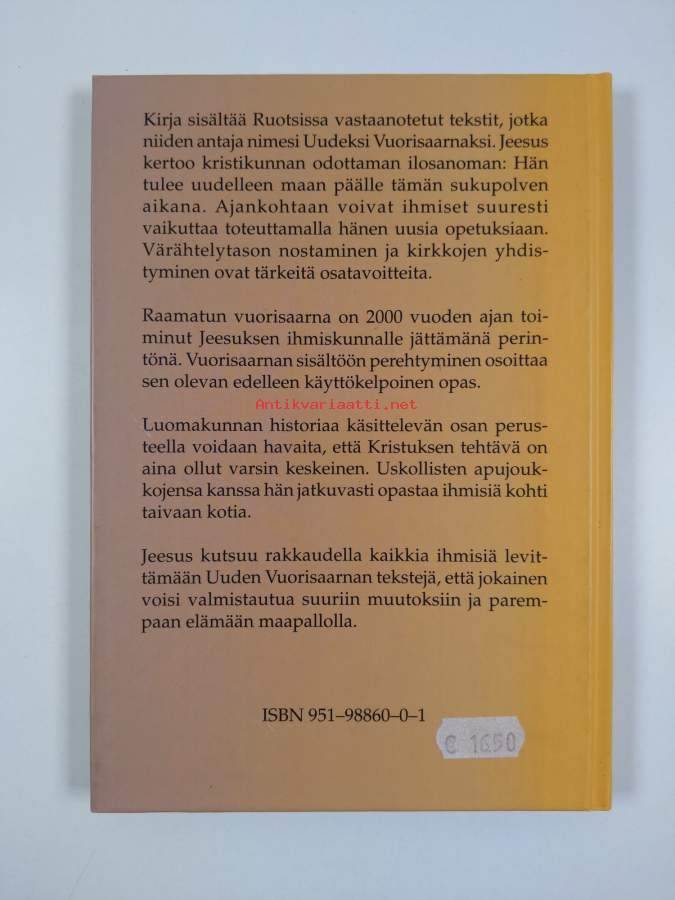 Kirja sisältää Ruotsissa vastaanotetut tekstit, jotka
niiden antaja nimesi Uudeksi Vuorisaarnaksi. Jeesus
kertoo kristikunnan odottaman ilosanoman: Hän
tulee uudelleen maan päälle tämän sukupolven
aikana. Ajankohtaan voivat ihmiset suuresti
vaikuttaa toteuttamalla hänen uusia opetuksiaan.
Värähtelytason nostaminen ja kirkkojen yhdis-
tyminen ovat tärkeitä osatavoitteita.
Raamatun vuorisaarna on 2000 vuoden ajan toi-
minut Jeesuksen ihmiskunnalle jättämänä perin-
tönä. Vuorisaarnan sisältöön perehtyminen osoittaa
sen olevan edelleen käyttökelpoinen opas.
Antikvariaatti.net
Luomakunnan historiaa käsittelevän osan perus-
teella voidaan havaita, että Kristuksen tehtävä on
aina ollut varsin keskeinen. Uskollisten apujouk-
kojensa kanssa hän jatkuvasti opastaa ihmisiä kohti
taivaan kotia.
Jeesus kutsuu rakkaudella kaikkia ihmisiä levit-
tämään Uuden Vuorisaarnan tekstejä, että jokainen
voisi valmistautua suuriin muutoksiin ja parem-
paan elämään maapallolla.
ISBN 951–98860–0–1
€ 16.50